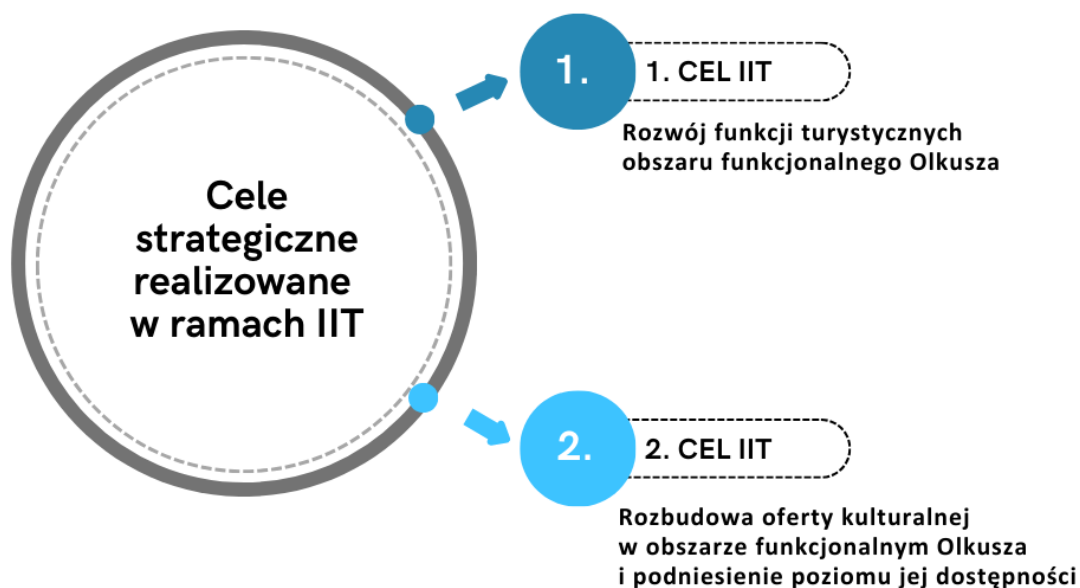 Cele
strategiczne
realizowane
w ramach IIT
1.
1. CEL IIT
Rozwój funkcji turystycznych
obszaru funkcjonalnego Olkusza
2.
2. CEL IIT
Rozbudowa oferty kulturalnej
w obszarze funkcjonalnym Olkusza
i podniesienie poziomu jej dostępności